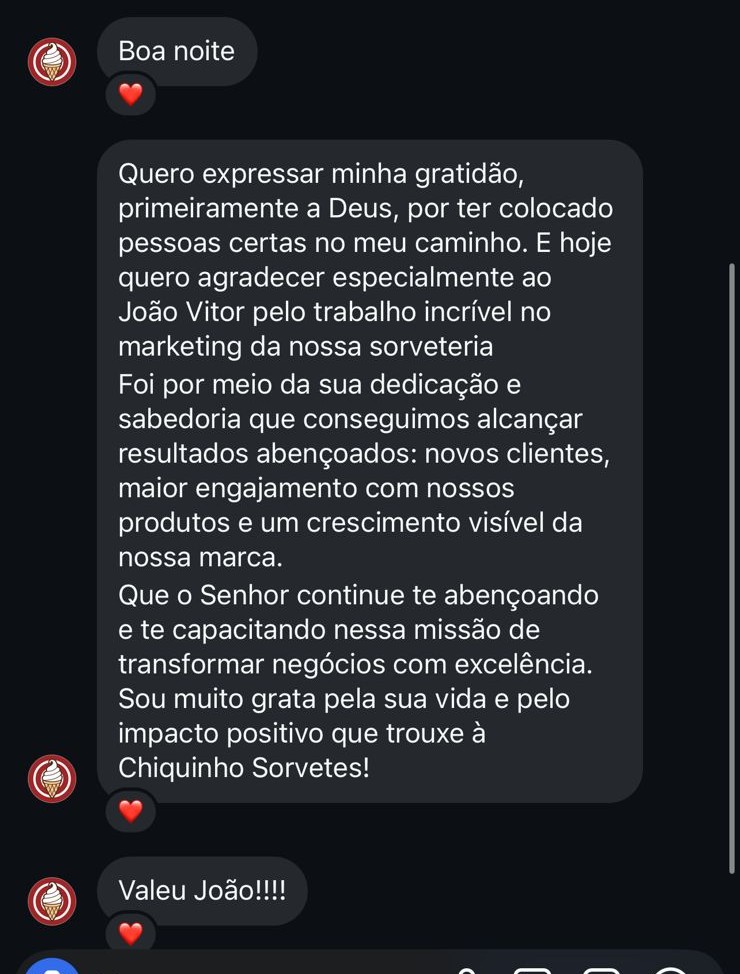 Boa noite
Quero expressar minha gratidão,
primeiramente a Deus, por ter colocado
pessoas certas no meu caminho. E hoje
quero agradecer especialmente ao
João Vitor pelo trabalho incrível no
marketing da nossa sorveteria
Foi por meio da sua dedicação e
sabedoria que conseguimos alcançar
resultados abençoados: novos clientes,
maior engajamento com nossos
produtos e um crescimento visível da
nossa marca.
Que o Senhor continue te abençoando
e te capacitando nessa missão de
transformar negócios com excelência.
Sou muito grata pela sua vida e pelo
impacto positivo que trouxe à
Chiquinho Sorvetes!
Valeu João!!!!